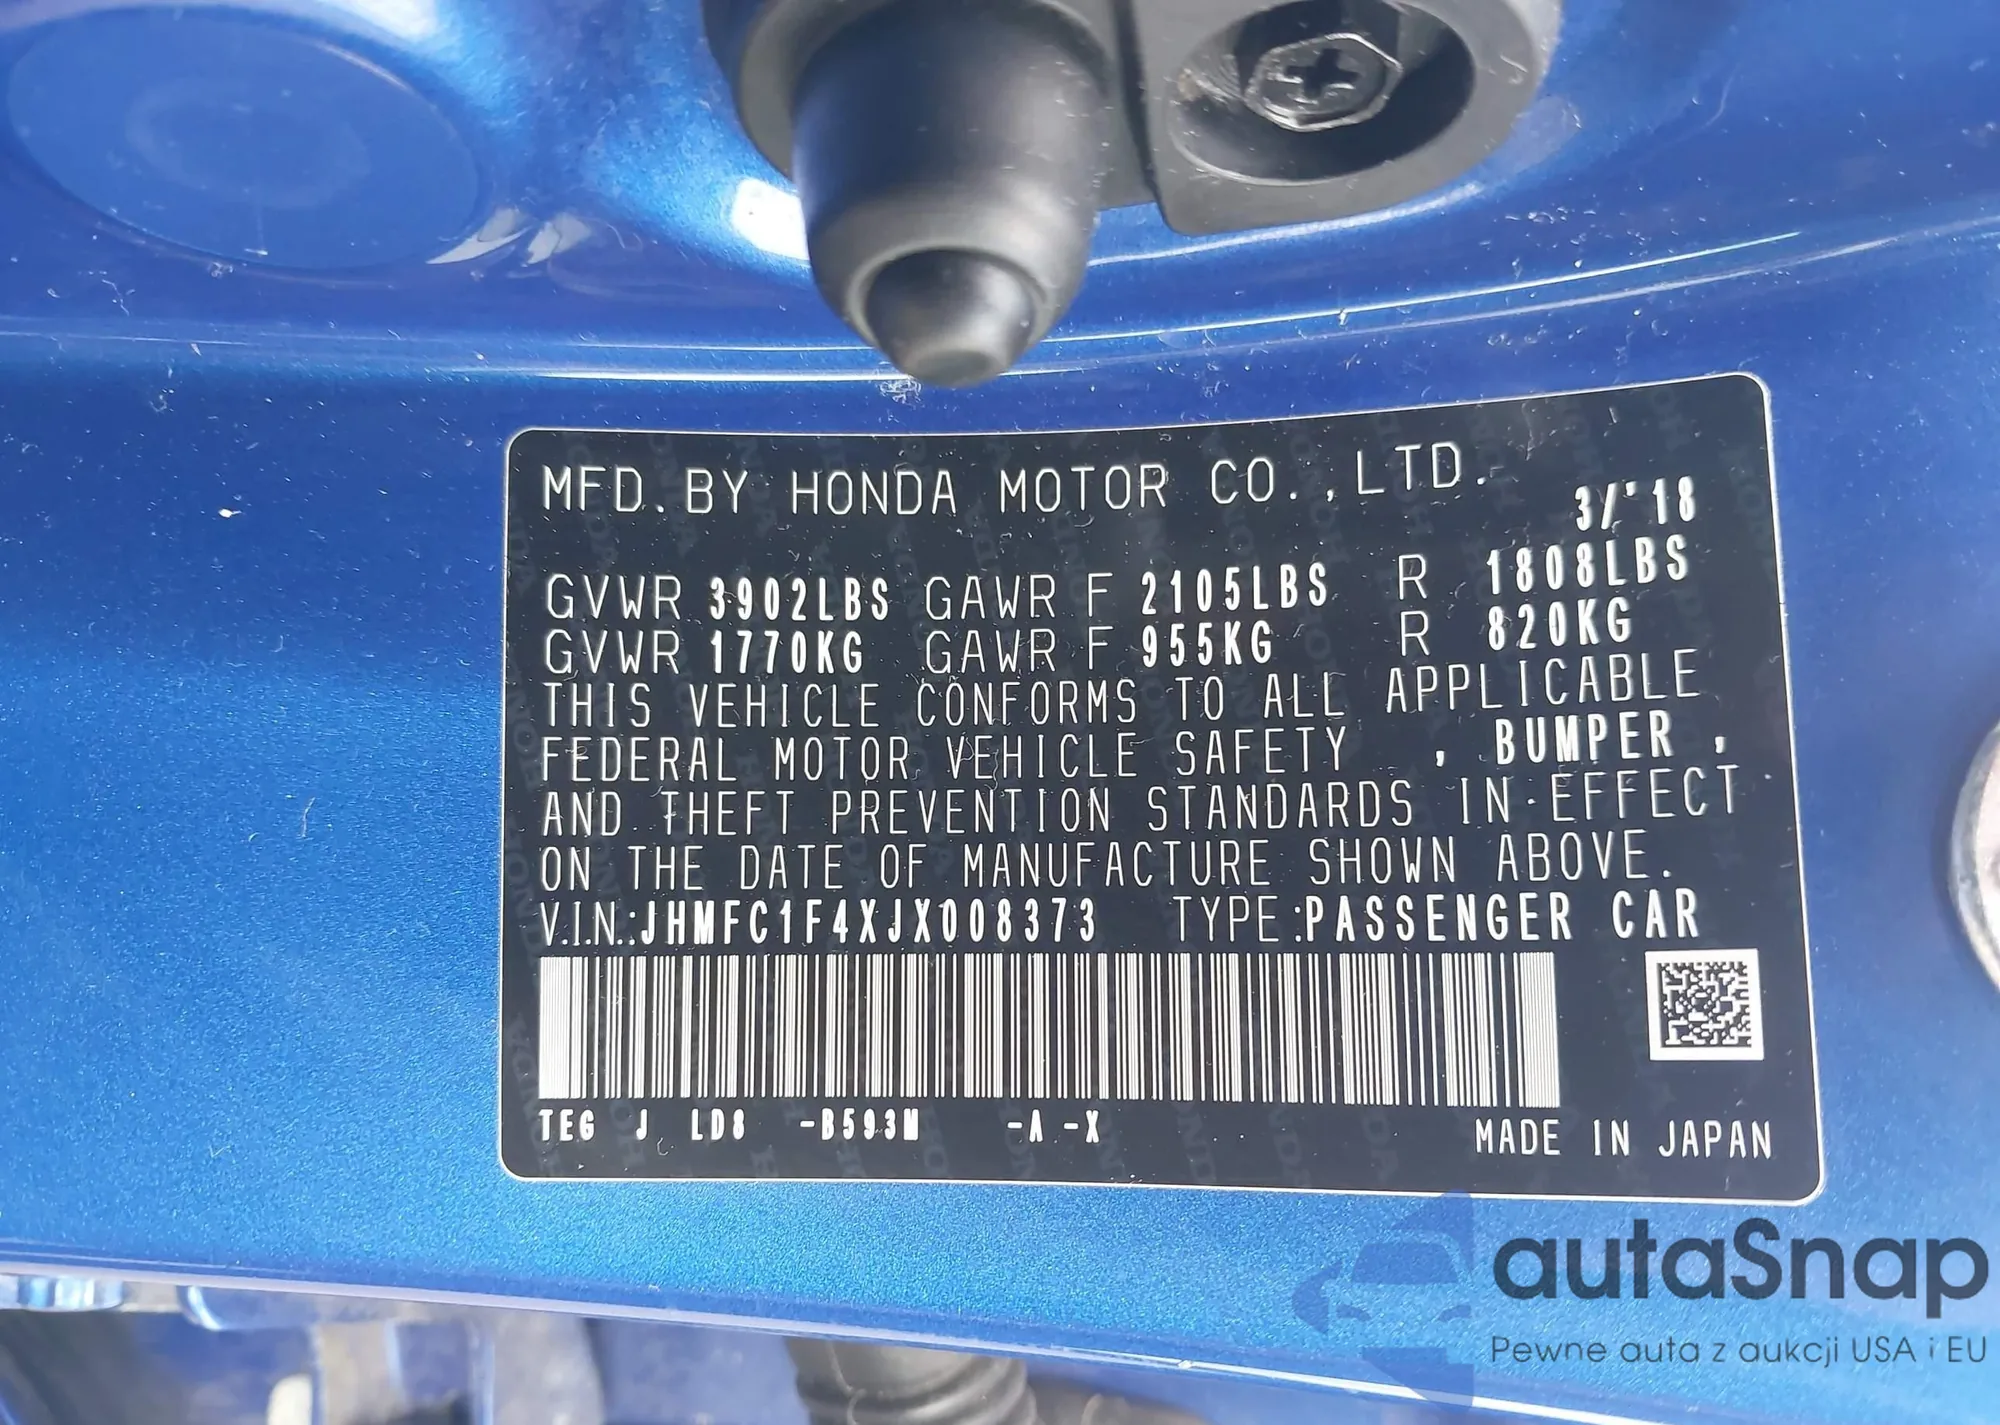 MFD. BY HONDA MOTOR CO., LTD.
3/'18
GVWR 3902LBS GAWR F 2105LBS R 1808LBS
GVWR 1770KG GAWR F 955KG R 820KG
THIS VEHICLE CONFORMS TO ALL APPLICABLE
FEDERAL MOTOR VEHICLE SAFETY , BUMPER ,
AND THEFT PREVENTION STANDARDS IN EFFECT
ON THE DATE OF MANUFACTURE SHOWN ABOVE.
V.I.N.:JHMFC1F4XJX008373 TYPE:PASSENGER CAR
TEG J LD8 -B593M -A -X
MADE IN JAPAN
autaSnap
Pewne auta z aukcji USA i EU